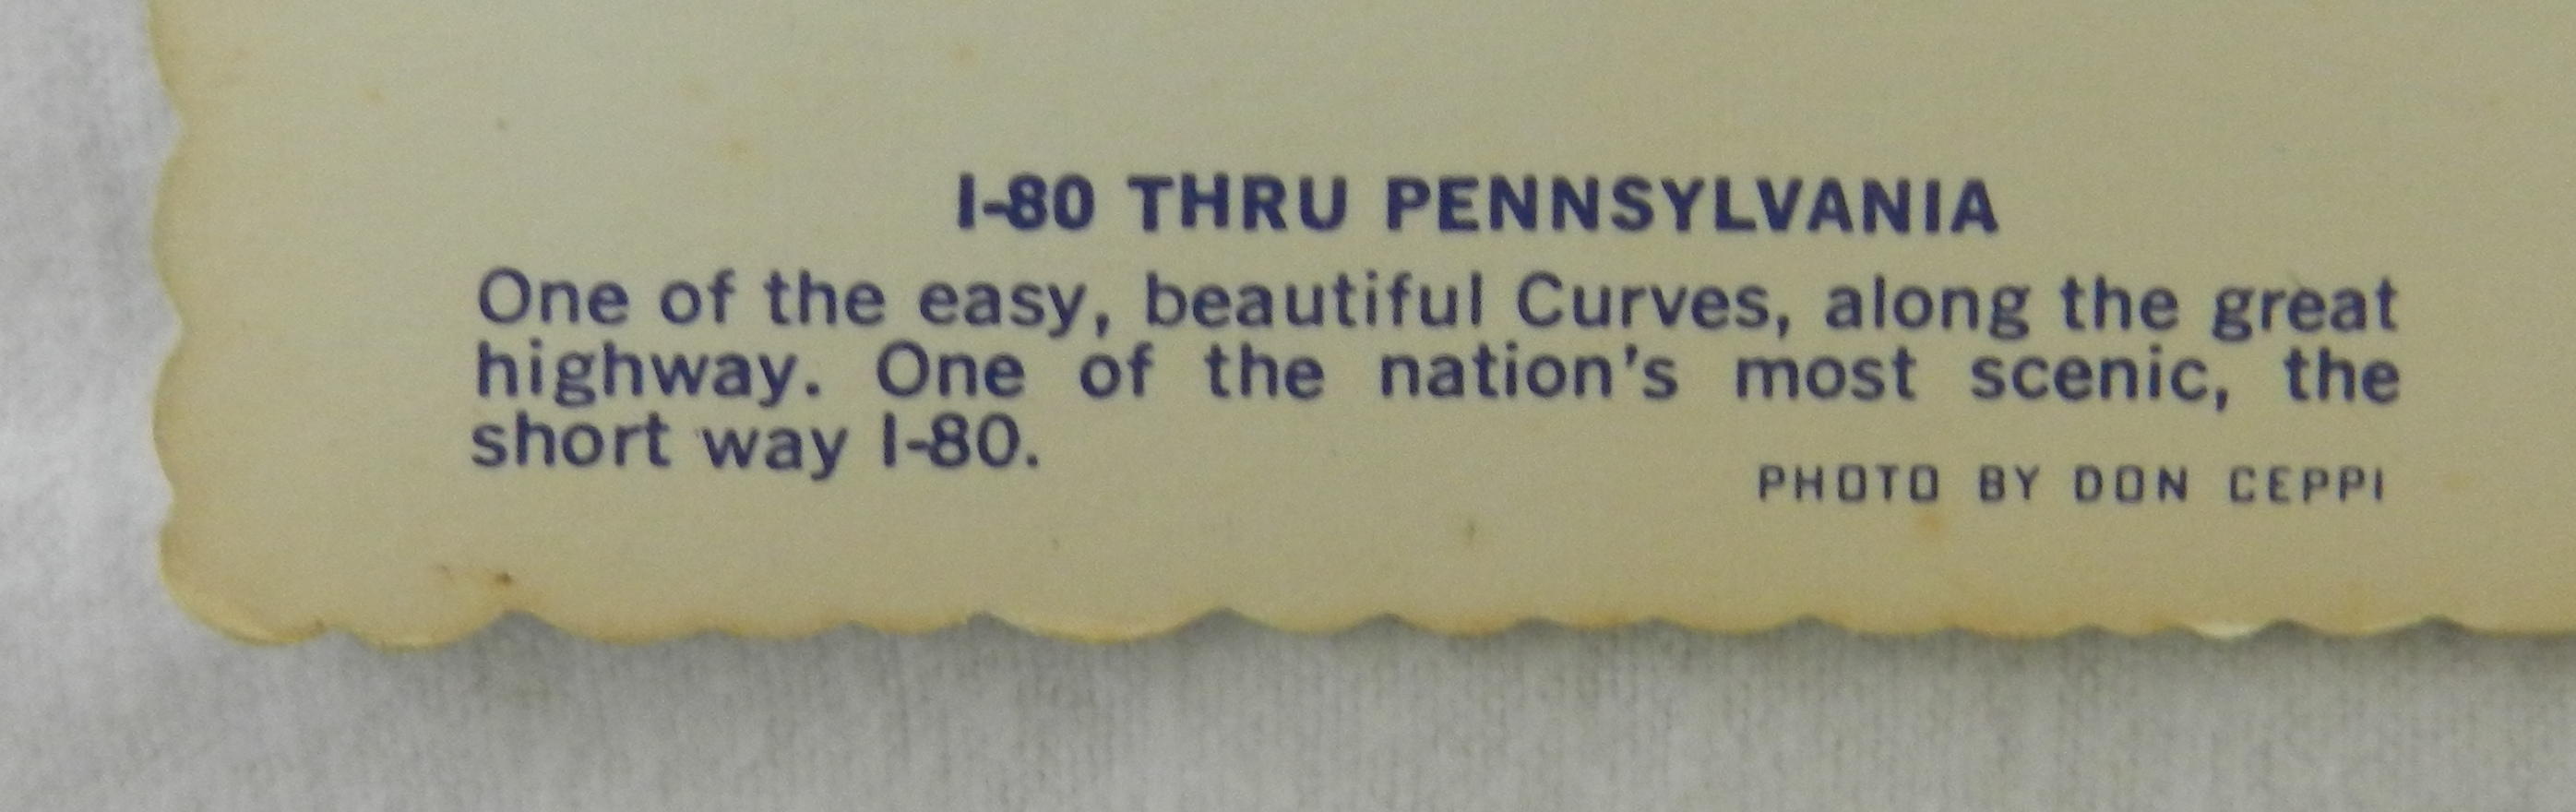 I-80 THRU PENNSYLVANIA
One of the easy, beautiful Curves, along the great
highway. One of the nation's most scenic, the
short way I-80.
PHOTO BY DON CEPPI